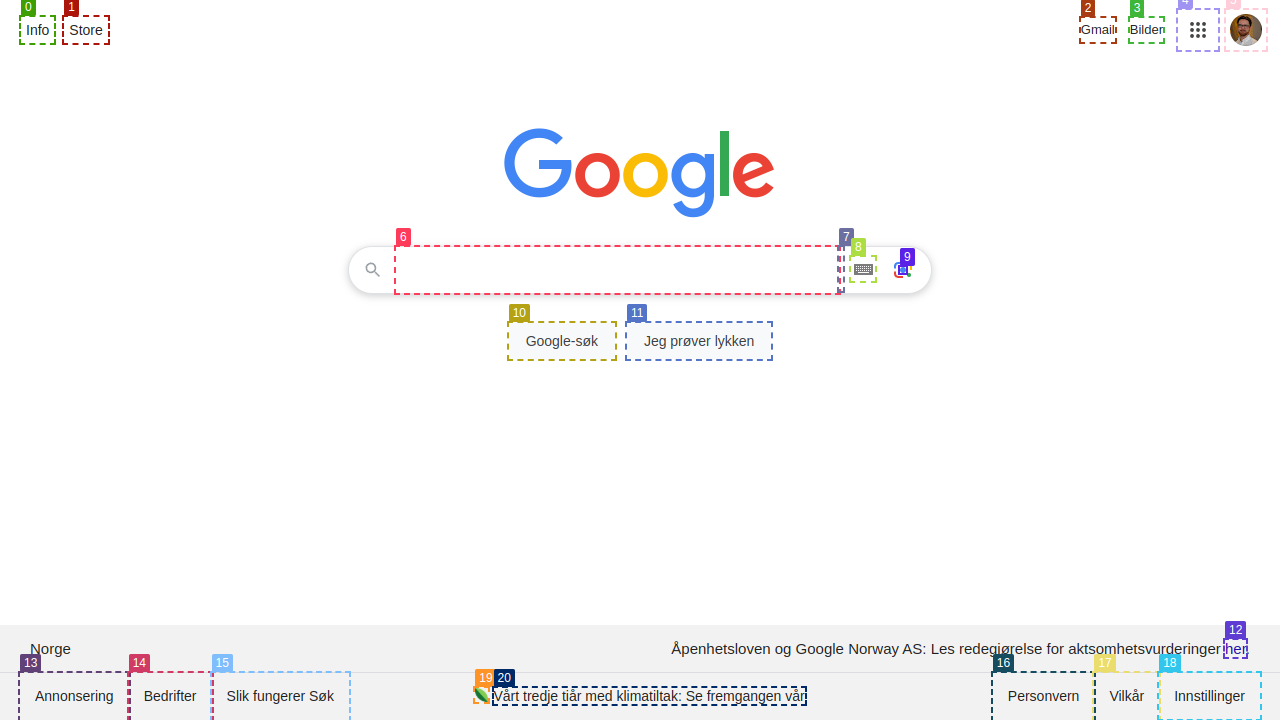 0 1
Info Store
2 3 4 5
Gmail Bilder
Google
6 7 8 9
10 11
Google-søk Jeg prøver lykken
12
Norge
Åpenhetsloven og Google Norway AS: Les redegjørelse for aktsomhetsvurderinger her.
13 14 15 16 17 18
19 20
Annonsering Bedrifter Slik fungerer Søk Vårt tredje tiår med klimatiltak: Se fremgangen vår Personvern Vilkår Innstillinger